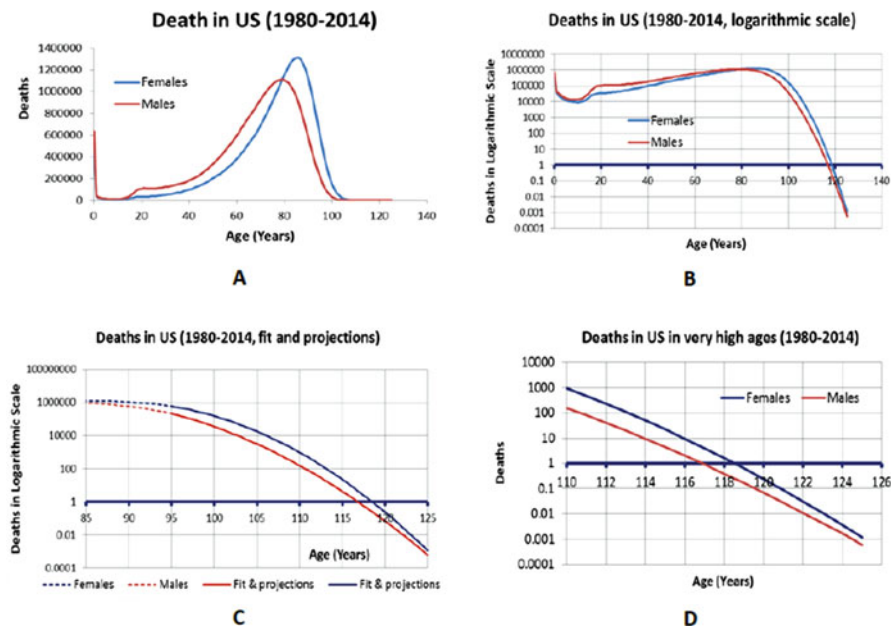 Death in US (1980-2014)
Deaths
1400000
1200000
1000000
800000
600000
400000
200000
0
Females
Males
0 20 40 60 80 100 120 140
Age (Years)
A
Deaths in US (1980-2014, logarithmic scale)
Deaths in Logarithmic Scale
10000000
1000000
100000
10000
1000
100
10
1
0.1
0.01
0.001
0.0001
Females
Males
0 20 40 60 80 100 120 140
Age (Years)
B
Deaths in US (1980-2014, fit and projections)
Deaths in Logarithmic Scale
100000000
1000000
10000
100
1
0.01
0.0001
85 90 95 100 105 110 115 120 125
Age (Years)
Females Males Fit & projections Fit & projections
C
Deaths in US in very high ages (1980-2014)
Deaths
10000
1000
100
10
1
0.1
0.01
0.001
0.0001
Females Males
110 112 114 116 118 120 122 124 126
Age (Years)
D